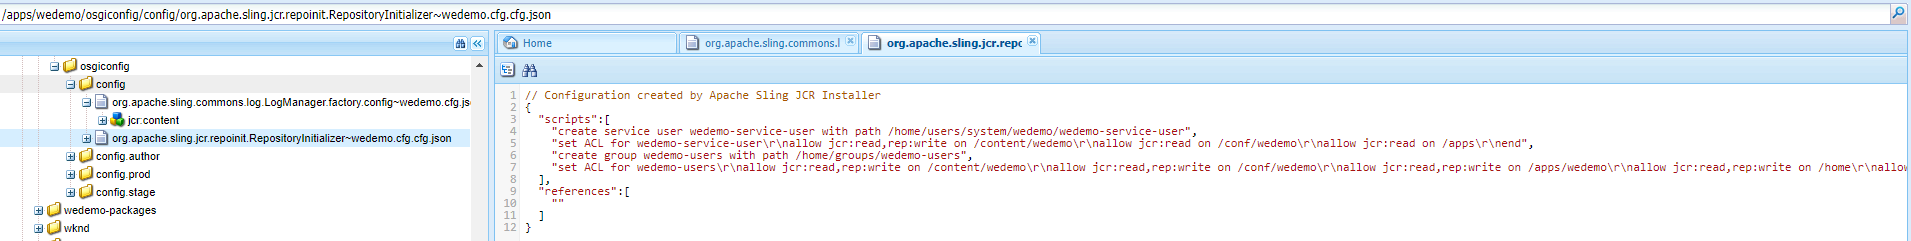 /apps/wedemo/osgiconfig/config/org.apache.sling.jcr.repoinit.RepositoryInitializer~wedemo.cfg.cfg.json
osgiconfig
config
org.apache.sling.commons.log.LogManager.factory.config~wedemo.cfg.js
jcr:content
org.apache.sling.jcr.repoinit.RepositoryInitializer~wedemo.cfg.cfg.json
config.author
config.prod
config.stage
wedemo-packages
wknd
Home
org.apache.sling.commons.l
org.apache.sling.jcr.repo
1 // Configuration created by Apache Sling JCR Installer
2 {
3 "scripts":[
4 "create service user wedemo-service-user with path /home/users/system/wedemo/wedemo-service-user",
5 "set ACL for wedemo-service-user\r\nallow jcr:read,rep:write on /content/wedemo\r\nallow jcr:read on /conf/wedemo\r\nallow jcr:read on /apps\r\nend",
6 "create group wedemo-users with path /home/groups/wedemo-users",
7 "set ACL for wedemo-users\r\nallow jcr:read,rep:write on /content/wedemo\r\nallow jcr:read,rep:write on /conf/wedemo\r\nallow jcr:read,rep:write on /apps/wedemo\r\nallow jcr:read,rep:write on /home\r\nallow
8 ],
9 "references":[
10 ""
11 ]
12 }